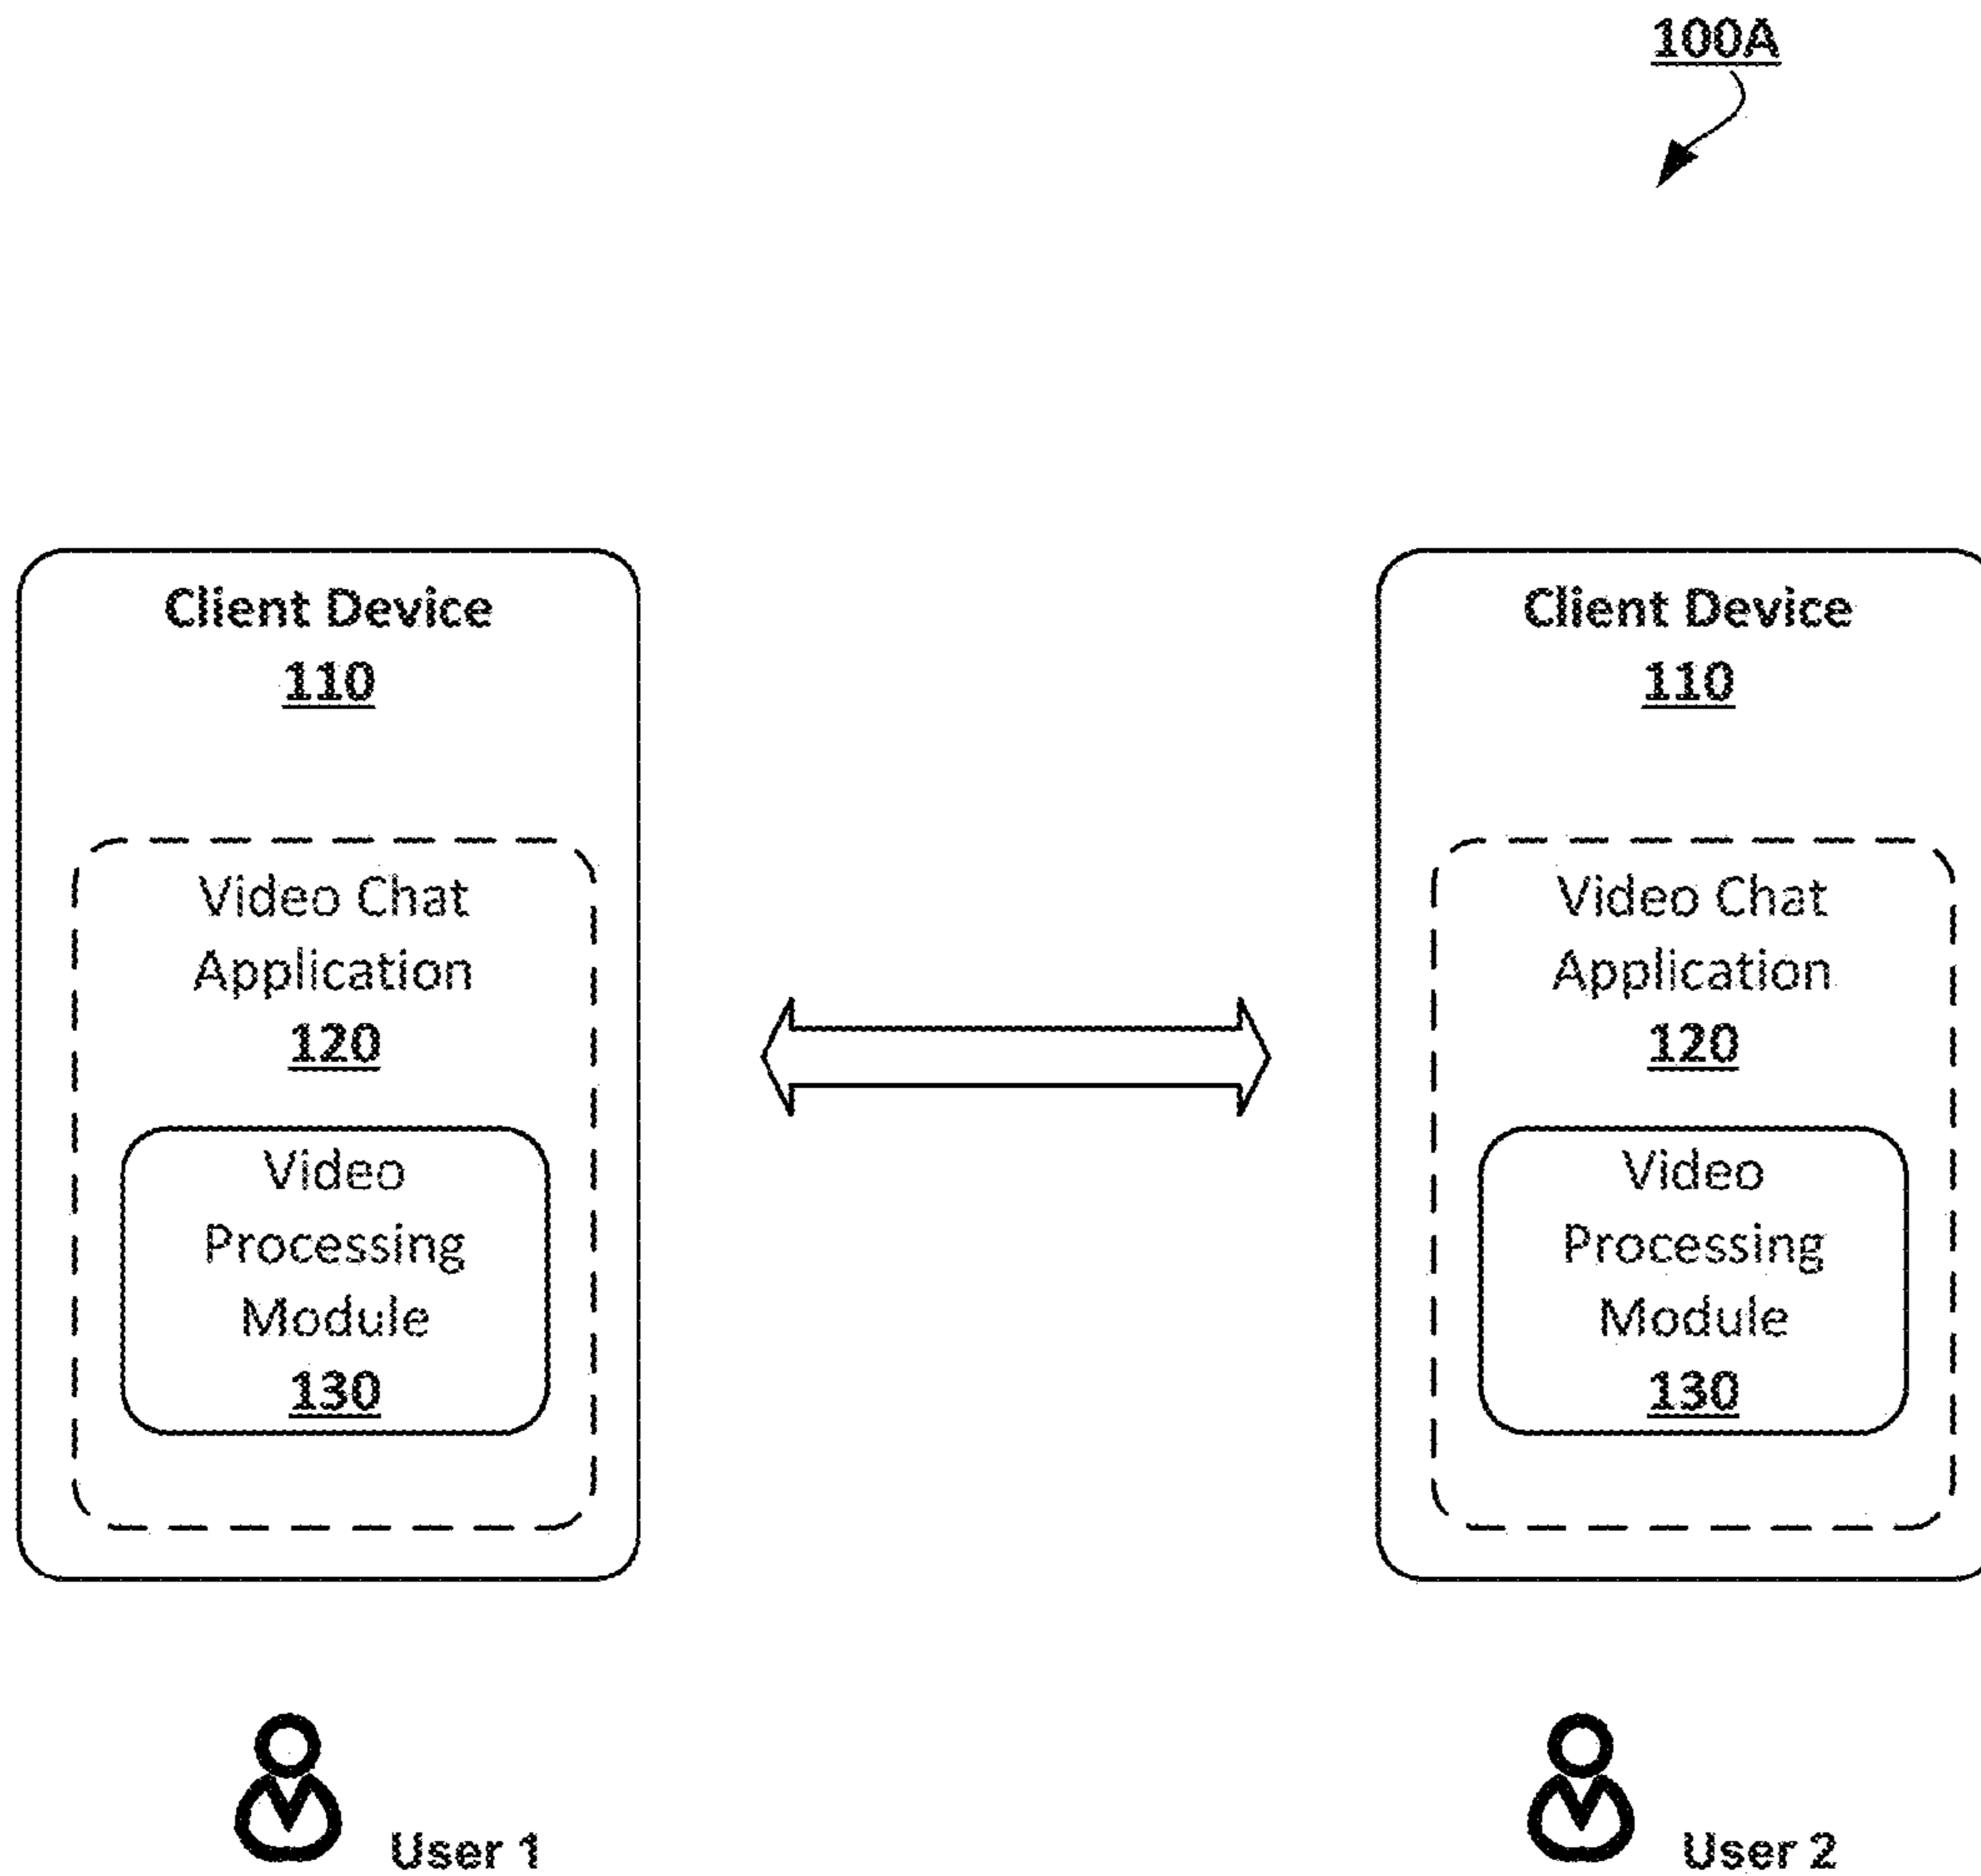 100A
Client Device
110
Video Chat
Application
120
Video
Processing
Module
130
User 1
Client Device
110
Video Chat
Application
120
Video
Processing
Module
130
User 2